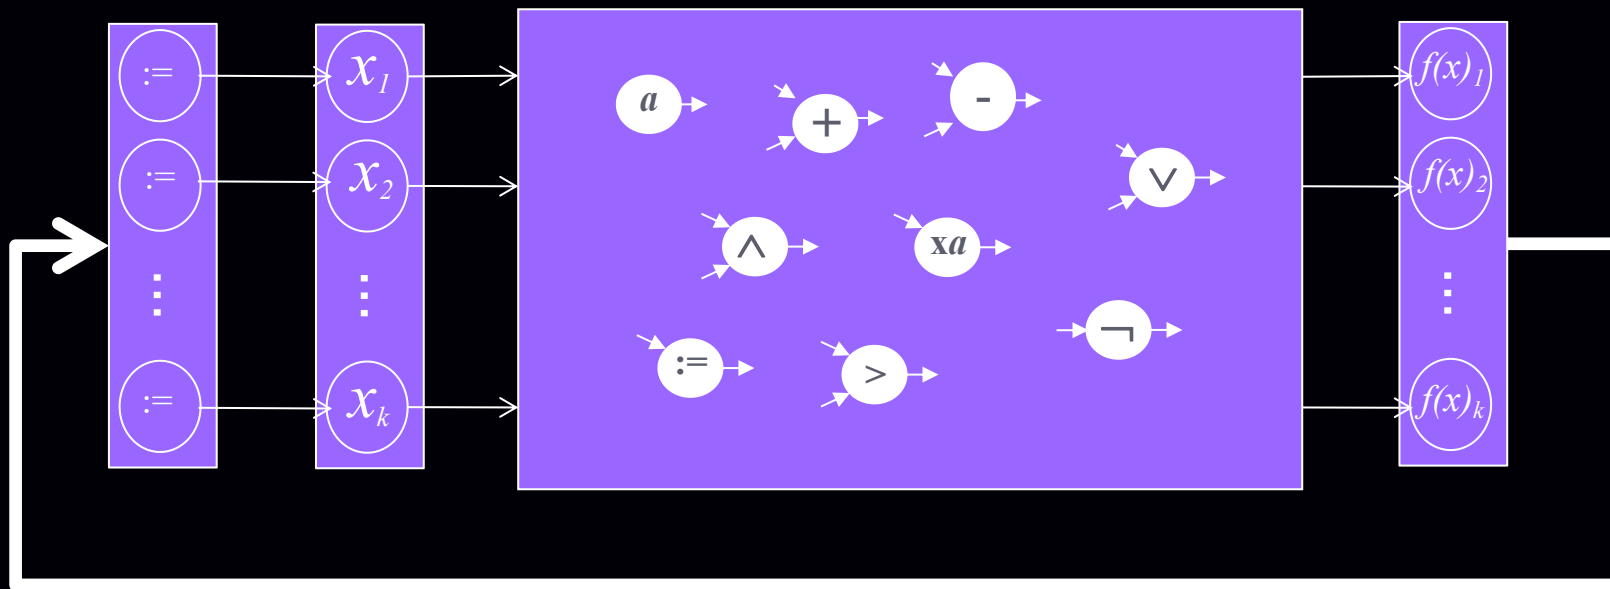 := x₁ f(x)₁
a + -
:= x₂ ∨ f(x)₂
∧ xa
⋮ ⋮ ⋮
¬
:= >
:= xₖ f(x)ₖ